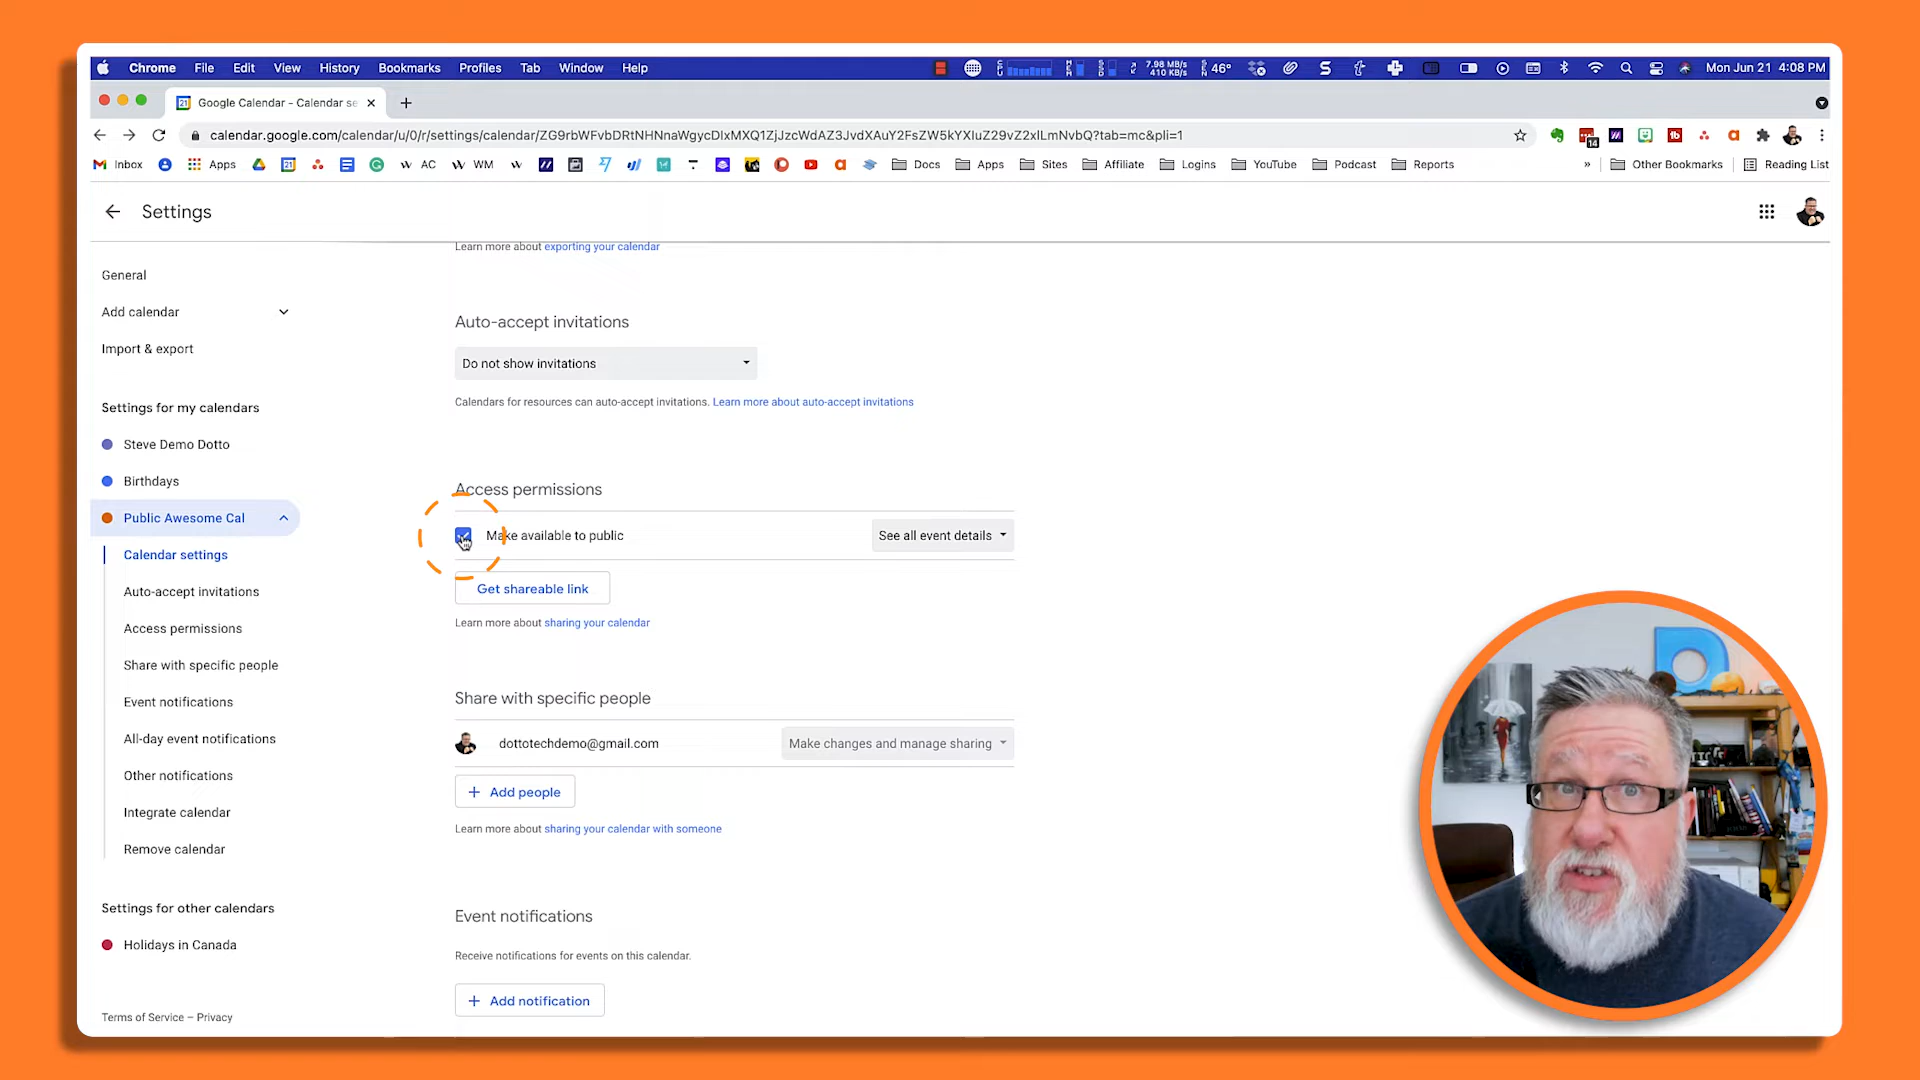 Chrome File Edit View History Bookmarks Profiles Tab Window Help 7.98 MB/s 410 KB/s 46° Mon Jun 21 4:08 PM
Google Calendar - Calendar se
calendar.google.com/calendar/u/0/r/settings/calendar/ZG9rbWFvbDRtNHNnaWgycDlxMXQ1ZjJzcWdAZ3JvdXAuY2FsZW5kYXIuZ29vZ2xlLmNvbQ?tab=mc&pli=1
14
Inbox Apps AC WM Docs Apps Sites Affiliate Logins YouTube Podcast Reports » Other Bookmarks Reading List
Settings
Learn more about exporting your calendar
General
Add calendar
Import & export
Auto-accept invitations
Do not show invitations
Calendars for resources can auto-accept invitations. Learn more about auto-accept invitations
Settings for my calendars
Steve Demo Dotto
Birthdays
Public Awesome Cal
Calendar settings
Auto-accept invitations
Access permissions
Share with specific people
Event notifications
All-day event notifications
Other notifications
Integrate calendar
Remove calendar
Access permissions
Make available to public See all event details
Get shareable link
Learn more about sharing your calendar
Share with specific people
dottotechdemo@gmail.com Make changes and manage sharing
+ Add people
Learn more about sharing your calendar with someone
Settings for other calendars
Holidays in Canada
Event notifications
Receive notifications for events on this calendar.
+ Add notification
Terms of Service – Privacy